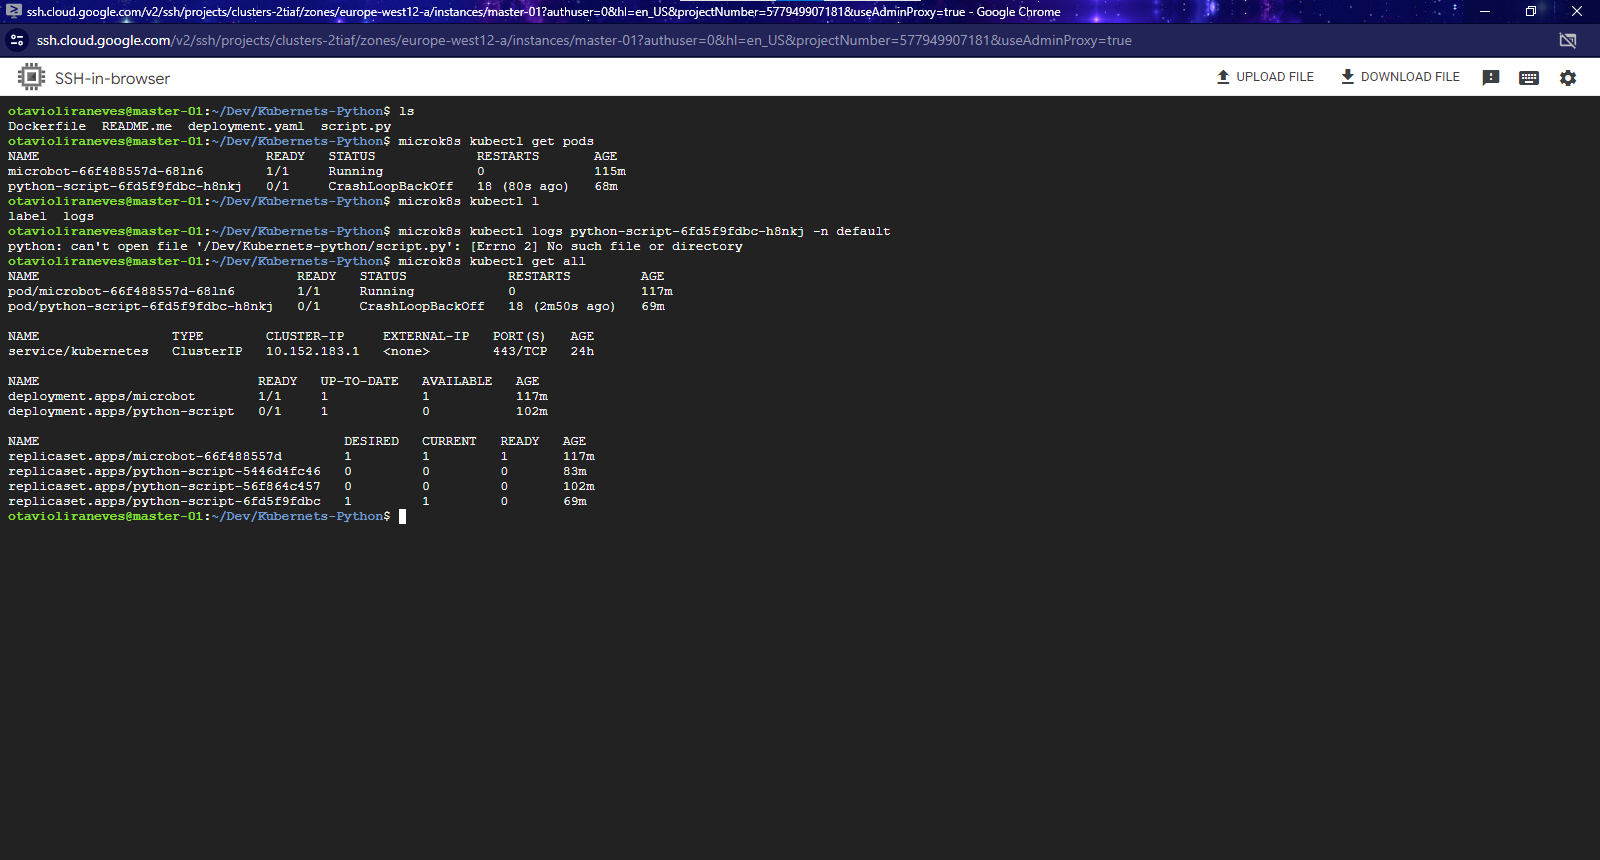 ssh.cloud.google.com/v2/ssh/projects/clusters-2tiaf/zones/europe-west12-a/instances/master-01?authuser=0&hl=en_US&projectNumber=577949907181&useAdminProxy=true - Google Chrome
ssh.cloud.google.com/v2/ssh/projects/clusters-2tiaf/zones/europe-west12-a/instances/master-01?authuser=0&hl=en_US&projectNumber=577949907181&useAdminProxy=true
SSH-in-browser UPLOAD FILE DOWNLOAD FILE
otavioliraneves@master-01:~/Dev/Kubernets-Python$ ls
Dockerfile  README.me  deployment.yaml  script.py
otavioliraneves@master-01:~/Dev/Kubernets-Python$ microk8s kubectl get pods
NAME                             READY   STATUS             RESTARTS       AGE
microbot-66f488557d-68ln6        1/1     Running            0              115m
python-script-6fd5f9fdbc-h8nkj   0/1     CrashLoopBackOff   18 (80s ago)   68m
otavioliraneves@master-01:~/Dev/Kubernets-Python$ microk8s kubectl l
label  logs
otavioliraneves@master-01:~/Dev/Kubernets-Python$ microk8s kubectl logs python-script-6fd5f9fdbc-h8nkj -n default
python: can't open file '/Dev/Kubernets-python/script.py': [Errno 2] No such file or directory
otavioliraneves@master-01:~/Dev/Kubernets-Python$ microk8s kubectl get all
NAME                                 READY   STATUS             RESTARTS         AGE
pod/microbot-66f488557d-68ln6        1/1     Running            0                117m
pod/python-script-6fd5f9fdbc-h8nkj   0/1     CrashLoopBackOff   18 (2m50s ago)   69m
NAME                 TYPE        CLUSTER-IP     EXTERNAL-IP   PORT(S)   AGE
service/kubernetes   ClusterIP   10.152.183.1   <none>        443/TCP   24h
NAME                            READY   UP-TO-DATE   AVAILABLE   AGE
deployment.apps/microbot        1/1     1            1           117m
deployment.apps/python-script   0/1     1            0           102m
NAME                                       DESIRED   CURRENT   READY   AGE
replicaset.apps/microbot-66f488557d        1         1         1       117m
replicaset.apps/python-script-5446d4fc46   0         0         0       83m
replicaset.apps/python-script-56f864c457   0         0         0       102m
replicaset.apps/python-script-6fd5f9fdbc   1         1         0       69m
otavioliraneves@master-01:~/Dev/Kubernets-Python$